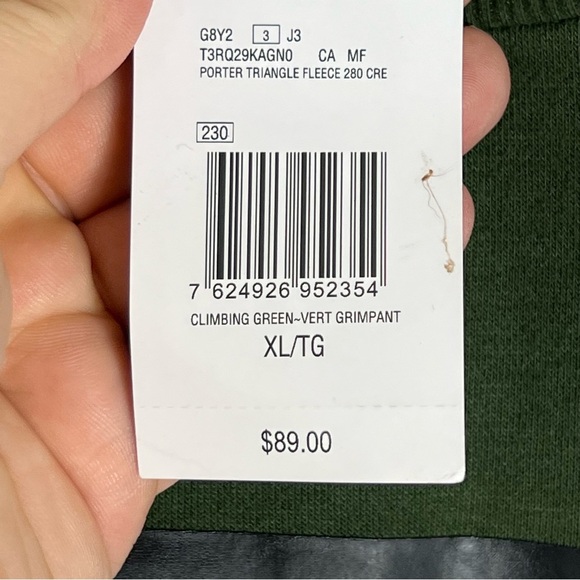 G8Y2 3 J3
T3RQ29KAGN0 CA MF
PORTER TRIANGLE FLEECE 280 CRE
230
7 624926 952354
CLIMBING GREEN~VERT GRIMPANT
XL/TG
$89.00